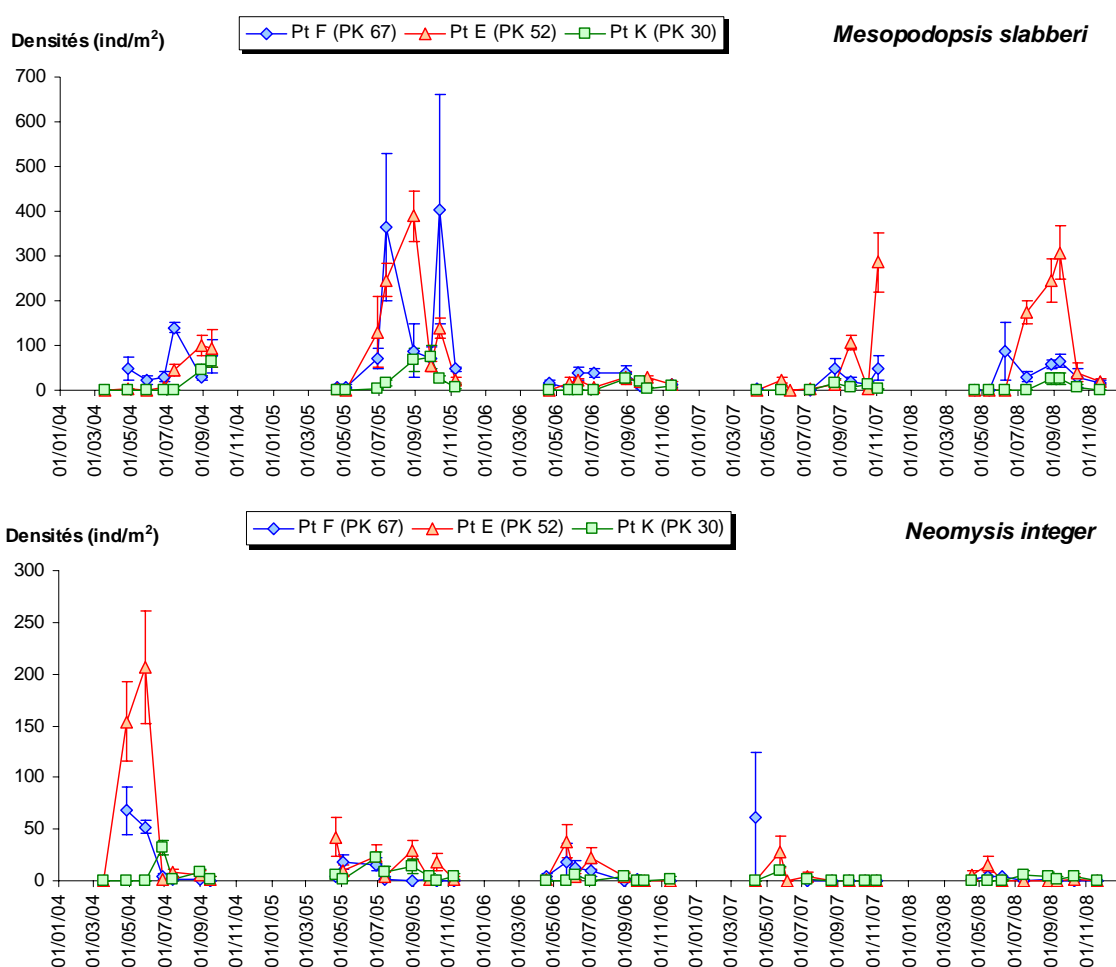 Densités (ind/m²)
Pt F (PK 67) Pt E (PK 52) Pt K (PK 30)
Mesopodopsis slabberi
700
600
500
400
300
200
100
0
01/01/04 01/03/04 01/05/04 01/07/04 01/09/04 01/11/04 01/01/05 01/03/05 01/05/05 01/07/05 01/09/05 01/11/05 01/01/06 01/03/06 01/05/06 01/07/06 01/09/06 01/11/06 01/01/07 01/03/07 01/05/07 01/07/07 01/09/07 01/11/07 01/01/08 01/03/08 01/05/08 01/07/08 01/09/08 01/11/08
Densités (ind/m²)
Pt F (PK 67) Pt E (PK 52) Pt K (PK 30)
Neomysis integer
300
250
200
150
100
50
0
01/01/04 01/03/04 01/05/04 01/07/04 01/09/04 01/11/04 01/01/05 01/03/05 01/05/05 01/07/05 01/09/05 01/11/05 01/01/06 01/03/06 01/05/06 01/07/06 01/09/06 01/11/06 01/01/07 01/03/07 01/05/07 01/07/07 01/09/07 01/11/07 01/01/08 01/03/08 01/05/08 01/07/08 01/09/08 01/11/08